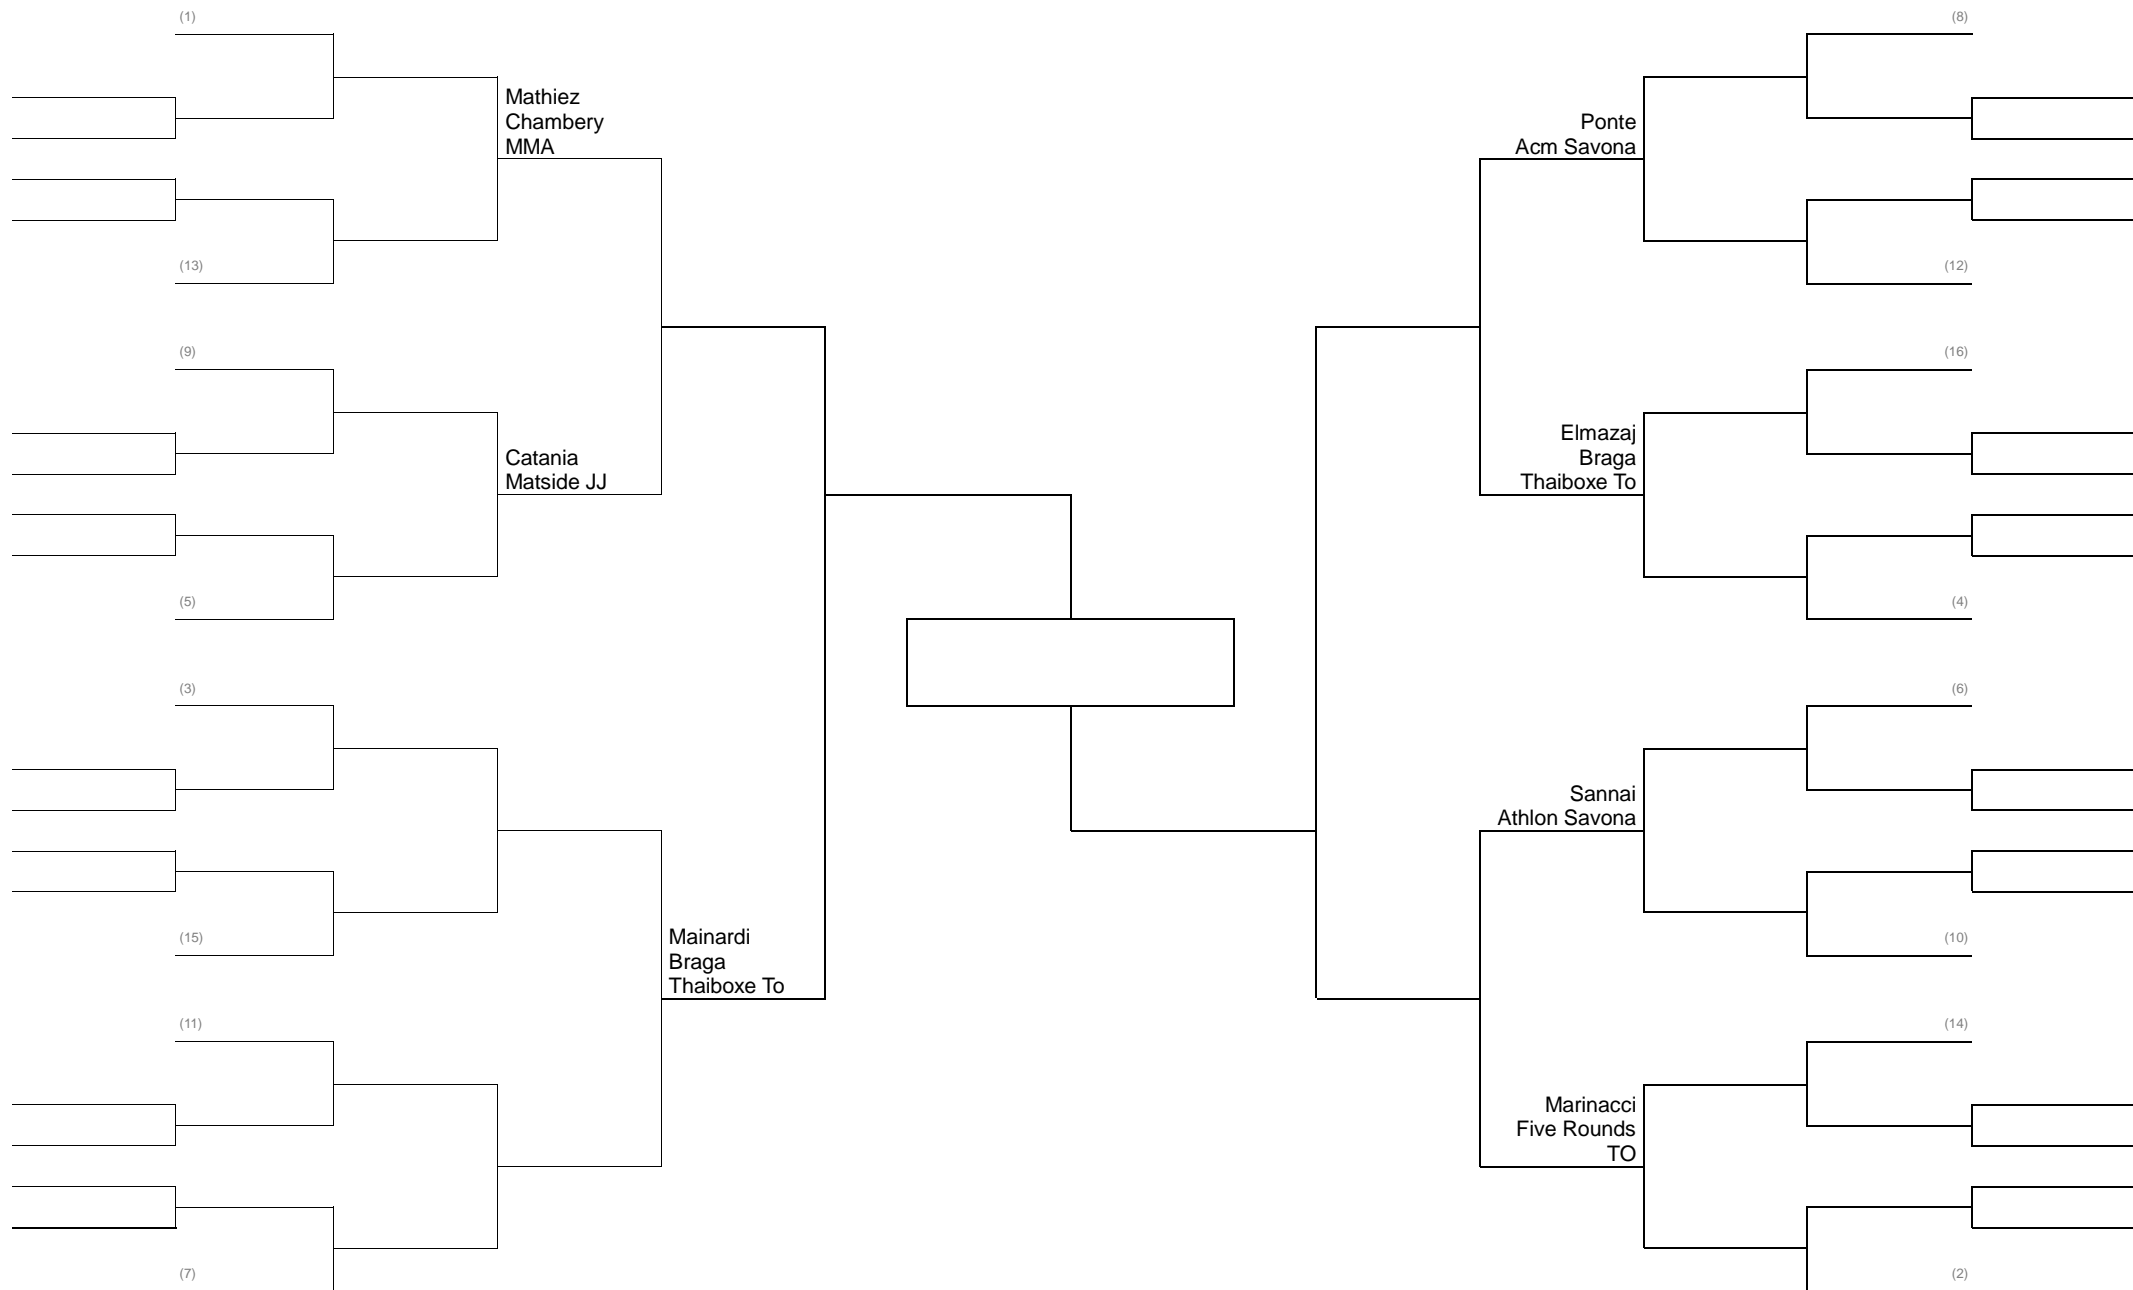 (1)
Mathiez
Chambery
MMA
(13)
(9)
Catania
Matside JJ
(5)
(3)
(15)
Mainardi
Braga
Thaiboxe To
(11)
(7)
(8)
Ponte
Acm Savona
(12)
(16)
Elmazaj
Braga
Thaiboxe To
(4)
(6)
Sannai
Athlon Savona
(10)
(14)
Marinacci
Five Rounds
TO
(2)